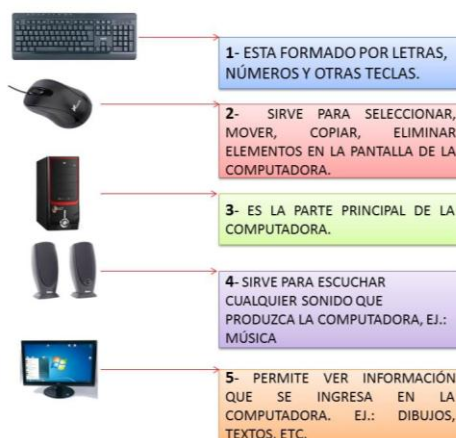 1- ESTA FORMADO POR LETRAS,
NÚMEROS Y OTRAS TECLAS.
2- SIRVE PARA SELECCIONAR,
MOVER, COPIAR, ELIMINAR
ELEMENTOS EN LA PANTALLA DE LA
COMPUTADORA.
3- ES LA PARTE PRINCIPAL DE LA
COMPUTADORA.
4- SIRVE PARA ESCUCHAR
CUALQUIER SONIDO QUE
PRODUZCA LA COMPUTADORA, EJ.:
MÚSICA
5- PERMITE VER INFORMACIÓN
QUE SE INGRESA EN LA
COMPUTADORA. EJ.: DIBUJOS,
TEXTOS, ETC.